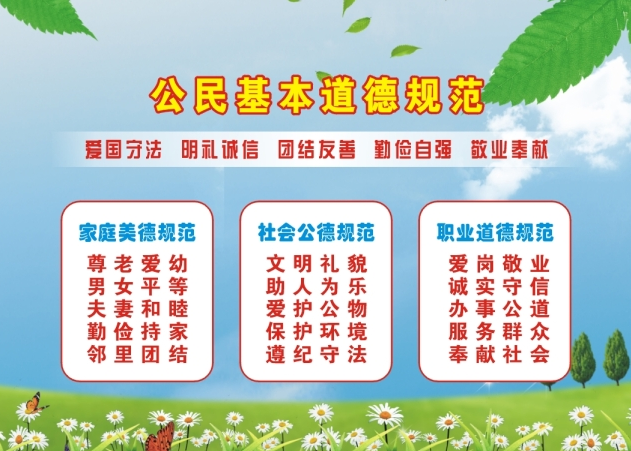 公民基本道德规范
爱国守法 明礼诚信 团结友善 勤俭自强 敬业奉献
家庭美德规范
尊老爱幼
男女平等
夫妻和睦
勤俭持家
邻里团结
社会公德规范
文明礼貌
助人为乐
爱护公物
保护环境
遵纪守法
职业道德规范
爱岗敬业
诚实守信
办事公道
服务群众
奉献社会